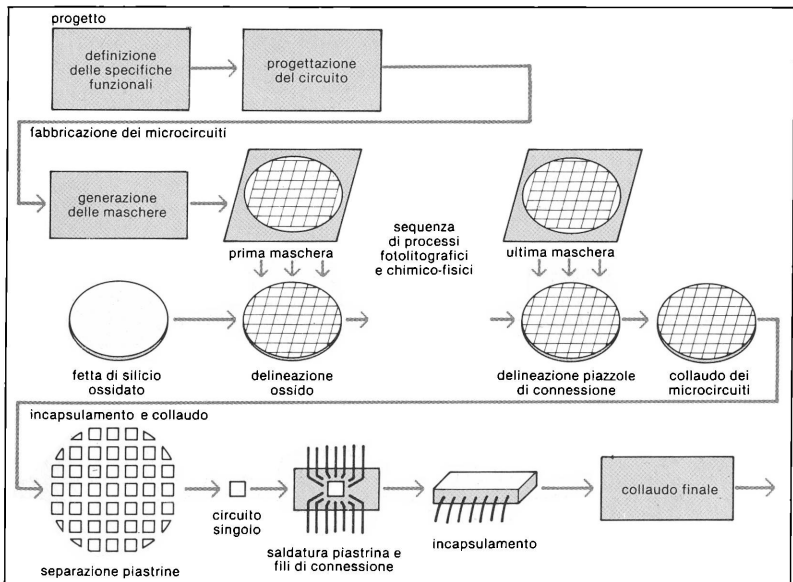 progetto
definizione
delle specifiche
funzionali
progettazione
del circuito
fabbricazione dei microcircuiti
generazione
delle maschere
prima maschera
sequenza
di processi
fotolitografici
e chimico-fisici
ultima maschera
fetta di silicio
ossidato
delineazione
ossido
delineazione piazzole
di connessione
collaudo dei
microcircuiti
incapsulamento e collaudo
separazione piastrine
circuito
singolo
saldatura piastrina e
fili di connessione
incapsulamento
collaudo finale